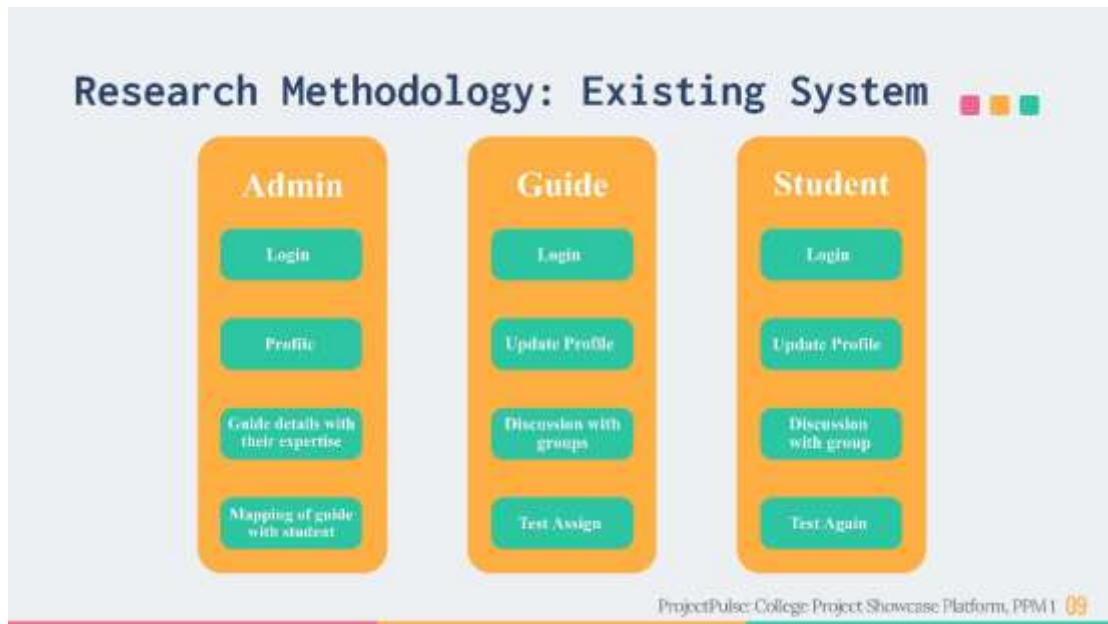 Research Methodology: Existing System
Admin
Login
Profile
Guide details with
their expertise
Mapping of guide
with student
Guide
Login
Update Profile
Discussion with
groups
Test Assign
Student
Login
Update Profile
Discussion
with group
Test Again
ProjectPulse: College Project Showcase Platform, PPM 1 09